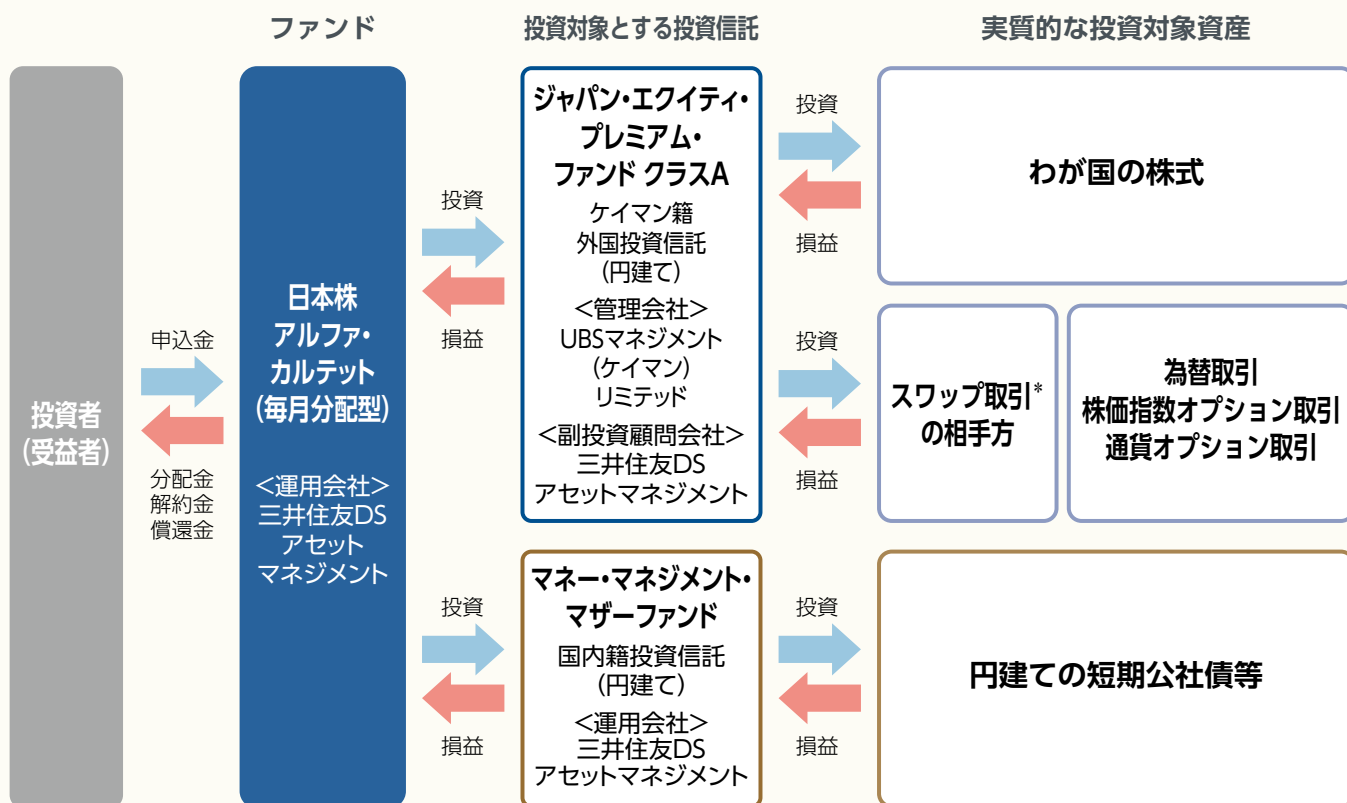 ファンド
投資対象とする投資信託
実質的な投資対象資産
投資者
(受益者)
申込金
分配金
解約金
償還金
日本株
アルファ・
カルテット
(毎月分配型)
<運用会社>
三井住友DS
アセット
マネジメント
投資
損益
ジャパン・エクイティ・
プレミアム・
ファンド クラスA
ケイマン籍
外国投資信託
(円建て)
<管理会社>
UBSマネジメント
(ケイマン)
リミテッド
<副投資顧問会社>
三井住友DS
アセットマネジメント
投資
損益
わが国の株式
投資
損益
スワップ取引*
の相手方
為替取引
株価指数オプション取引
通貨オプション取引
投資
損益
マネー・マネジメント・
マザーファンド
国内籍投資信託
(円建て)
<運用会社>
三井住友DS
アセットマネジメント
投資
損益
円建ての短期公社債等